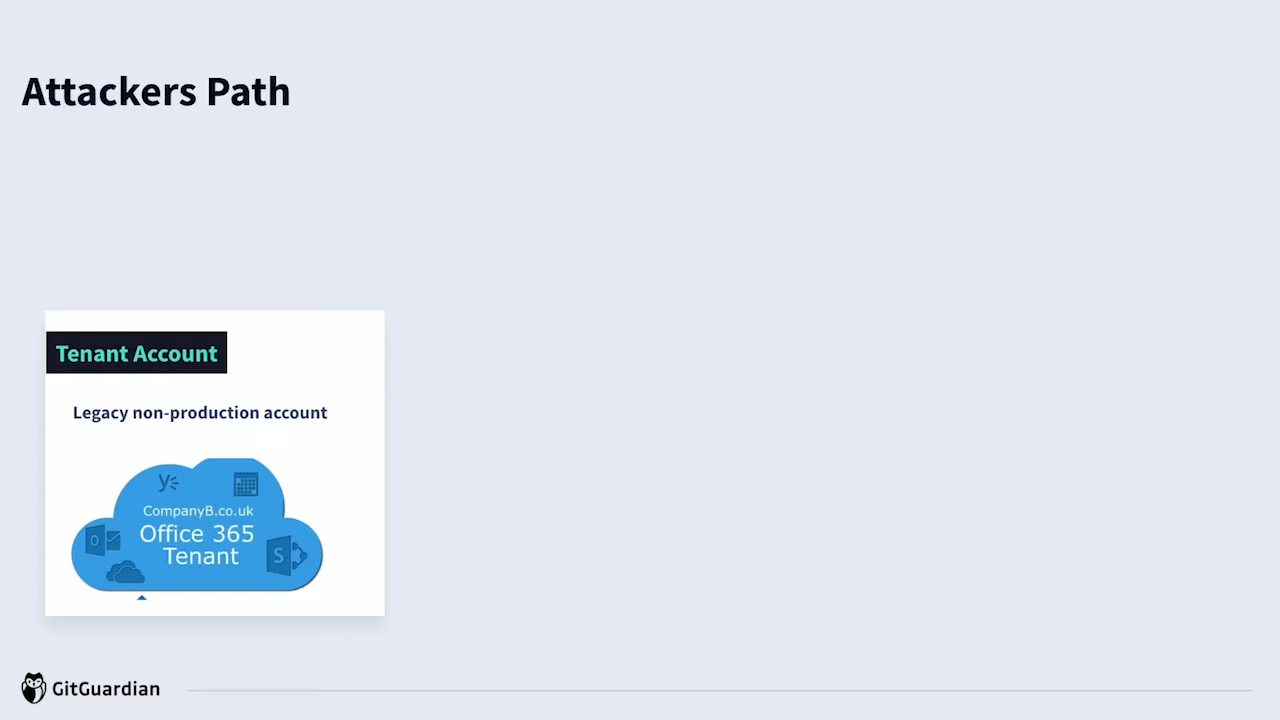 Attackers Path
Tenant Account
Legacy non-production account
CompanyB.co.uk
Office 365
Tenant
GitGuardian